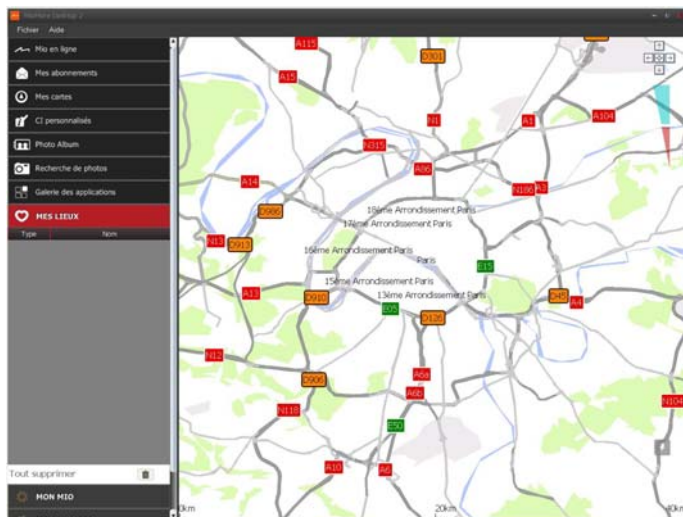 Fichier Aide
Mio en ligne
Mes abonnements
Mes cartes
CI personnalisés
Photo Album
Recherche de photos
Galerie des applications
MES LIEUX
Type Nom
Tout supprimer
MON MIO
A115
D301
A15
N1
A1
A104
N315
A86
A14
N186
A3
D986
18ème Arrondissement Paris
17ème Arrondissement Paris
N13
D913
16ème Arrondissement Paris
Paris
E15
15ème Arrondissement Paris
A13
D910
13ème Arrondissement Paris
D45
A4
E05
D126
N12
D906
A6a
A6b
N104
N118
E50
A10
A6
20km